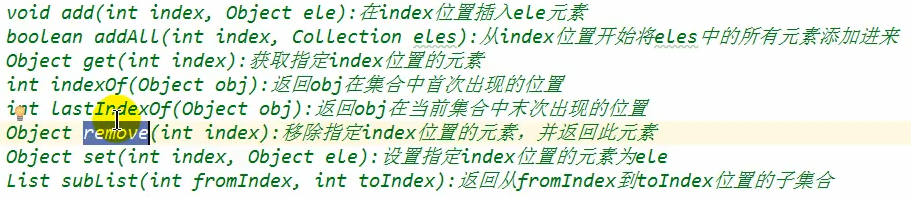 void add(int index, Object ele):在index位置插入ele元素
boolean addAll(int index, Collection eles):从index位置开始将eles中的所有元素添加进来
Object get(int index):获取指定index位置的元素
int indexOf(Object obj):返回obj在集合中首次出现的位置
int lastIndexOf(Object obj):返回obj在当前集合中末次出现的位置
Object remove(int index):移除指定index位置的元素，并返回此元素
Object set(int index, Object ele):设置指定index位置的元素为ele
List subList(int fromIndex, int toIndex):返回从fromIndex到toIndex位置的子集合